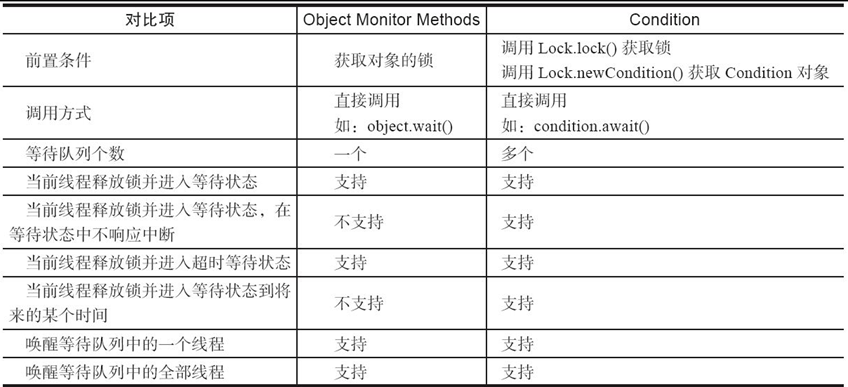 对比项 Object Monitor Methods Condition
前置条件 获取对象的锁 调用 Lock.lock() 获取锁
调用 Lock.newCondition() 获取 Condition 对象
调用方式 直接调用 直接调用
如：object.wait() 如：condition.await()
等待队列个数 一个 多个
当前线程释放锁并进入等待状态 支持 支持
当前线程释放锁并进入等待状态，在
等待状态中不响应中断 不支持 支持
当前线程释放锁并进入超时等待状态 支持 支持
当前线程释放锁并进入等待状态到将
来的某个时间 不支持 支持
唤醒等待队列中的一个线程 支持 支持
唤醒等待队列中的全部线程 支持 支持